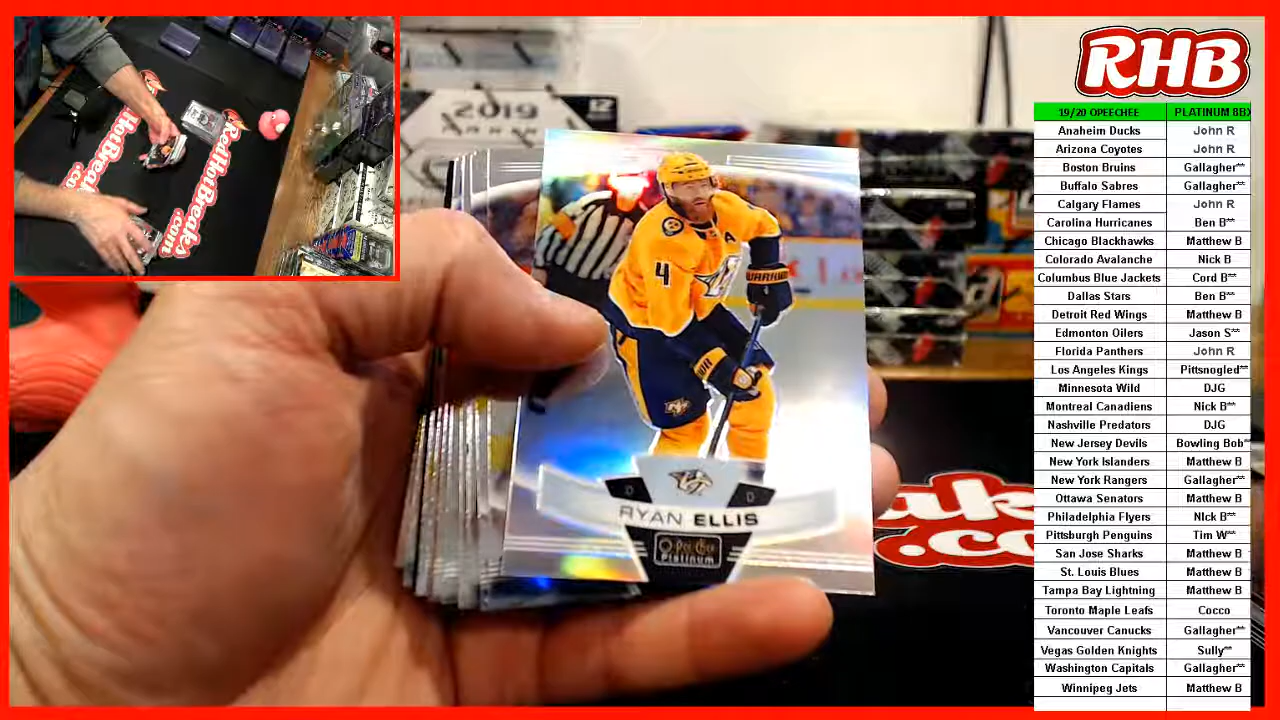 RHB
19/20 OPEECHEE PLATINUM 8BX
Anaheim Ducks John R
Arizona Coyotes John R
Boston Bruins Gallagher**
Buffalo Sabres Gallagher**
Calgary Flames John R
Carolina Hurricanes Ben B**
Chicago Blackhawks Matthew B
Colorado Avalanche Nick B
Columbus Blue Jackets Cord B**
Dallas Stars Ben B**
Detroit Red Wings Matthew B
Edmonton Oilers Jason S**
Florida Panthers John R
Los Angeles Kings Pittsnogled**
Minnesota Wild DJG
Montreal Canadiens Nick B**
Nashville Predators DJG
New Jersey Devils Bowling Bob**
New York Islanders Matthew B
New York Rangers Gallagher**
Ottawa Senators Matthew B
Philadelphia Flyers NIck B**
Pittsburgh Penguins Tim W**
San Jose Sharks Matthew B
St. Louis Blues Matthew B
Tampa Bay Lightning Matthew B
Toronto Maple Leafs Cocco
Vancouver Canucks Gallagher**
Vegas Golden Knights Sully**
Washington Capitals Gallagher**
Winnipeg Jets Matthew B
HotBreaks
.com
RedHotBreaks
.com
2019
12
A
4
WARRIOR
D D
RYAN ELLIS
O-Pee-Chee
Platinum